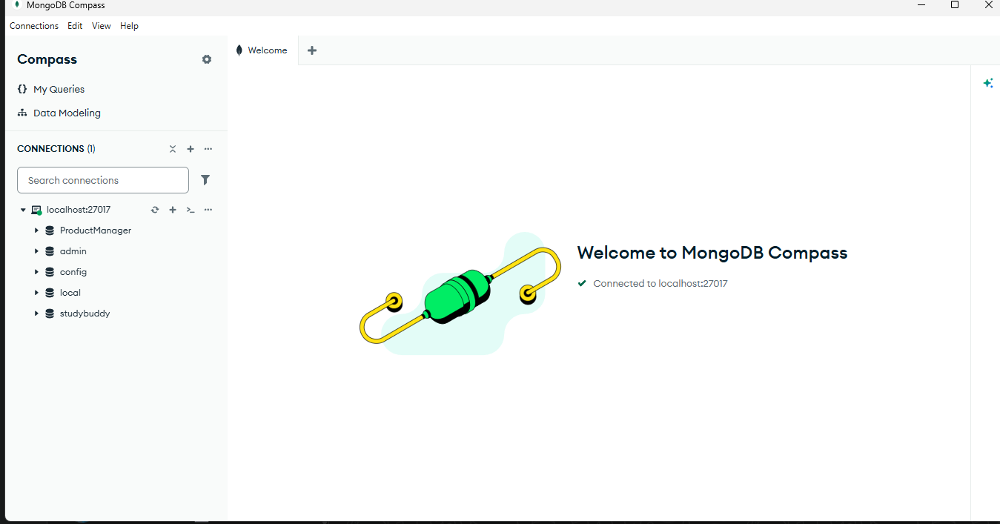 MongoDB Compass
Connections Edit View Help
Compass
My Queries
Data Modeling
CONNECTIONS (1)
Search connections
localhost:27017
ProductManager
admin
config
local
studybuddy
Welcome
Welcome to MongoDB Compass
Connected to localhost:27017